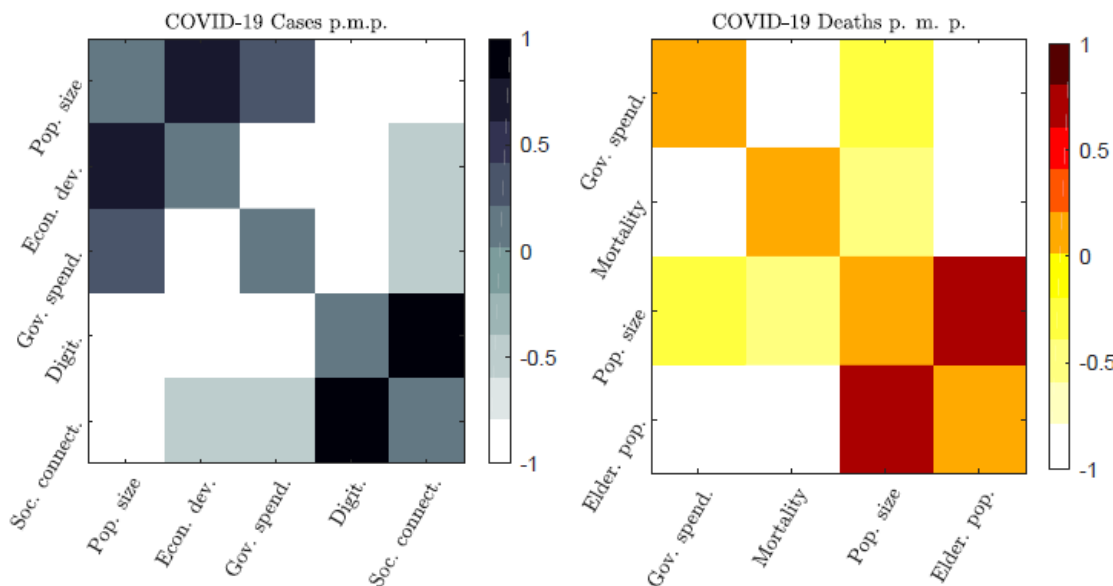 COVID-19 Cases p.m.p.
Pop. size
Econ. dev.
Gov. spend.
Digit.
Soc. connect.
Pop. size
Econ. dev.
Gov. spend.
Digit.
Soc. connect.
1
0.5
0
-0.5
-1
COVID-19 Deaths p. m. p.
Gov. spend.
Mortality
Pop. size
Elder. pop.
Gov. spend.
Mortality
Pop. size
Elder. pop.
1
0.5
0
-0.5
-1